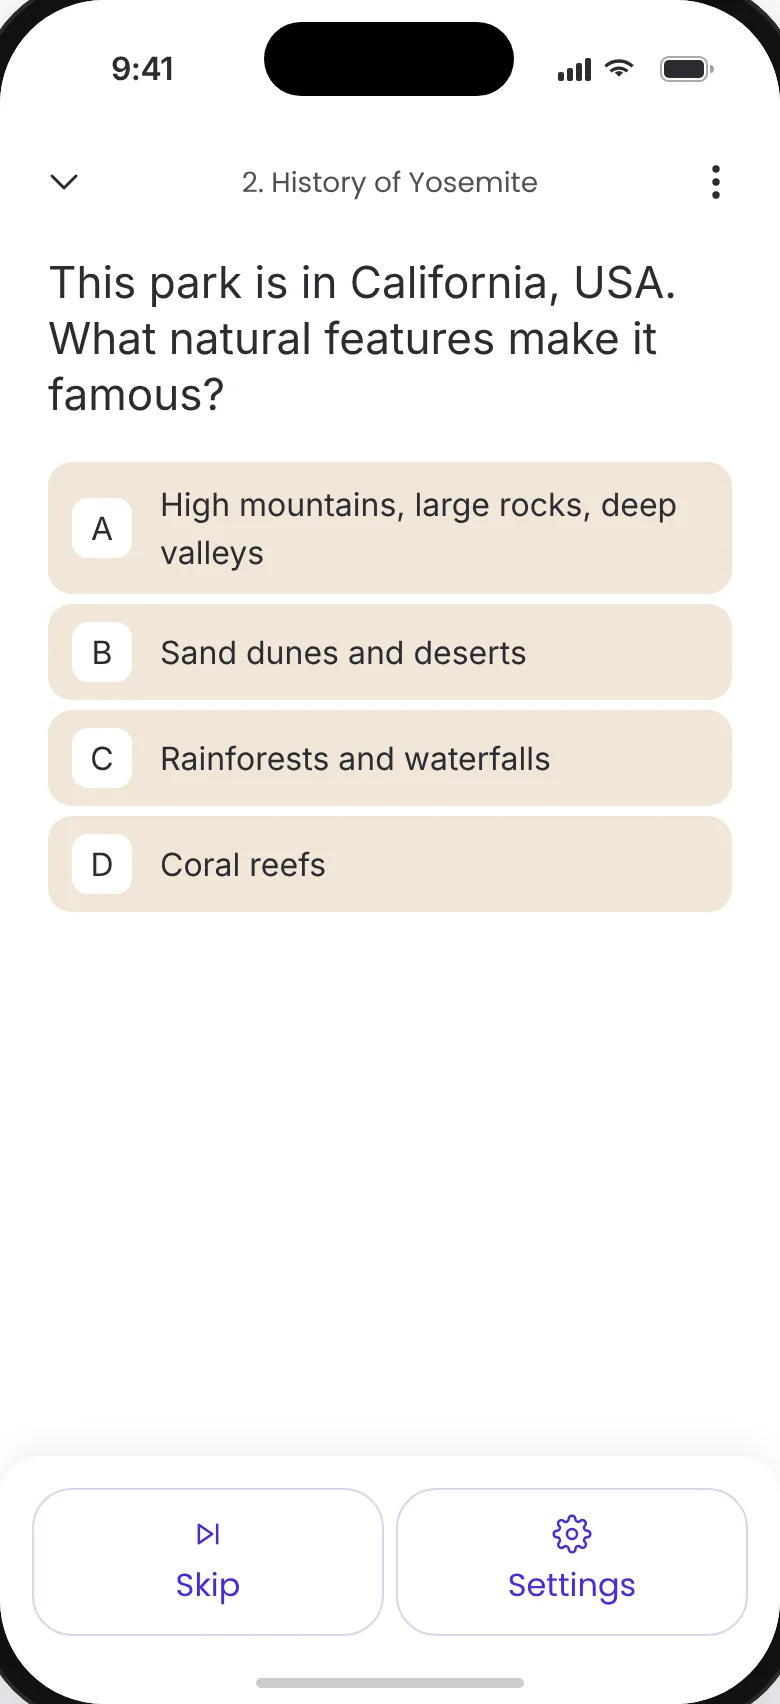 9:41
2. History of Yosemite
This park is in California, USA.
What natural features make it
famous?
A
High mountains, large rocks, deep
valleys
B
Sand dunes and deserts
C
Rainforests and waterfalls
D
Coral reefs
Skip
Settings